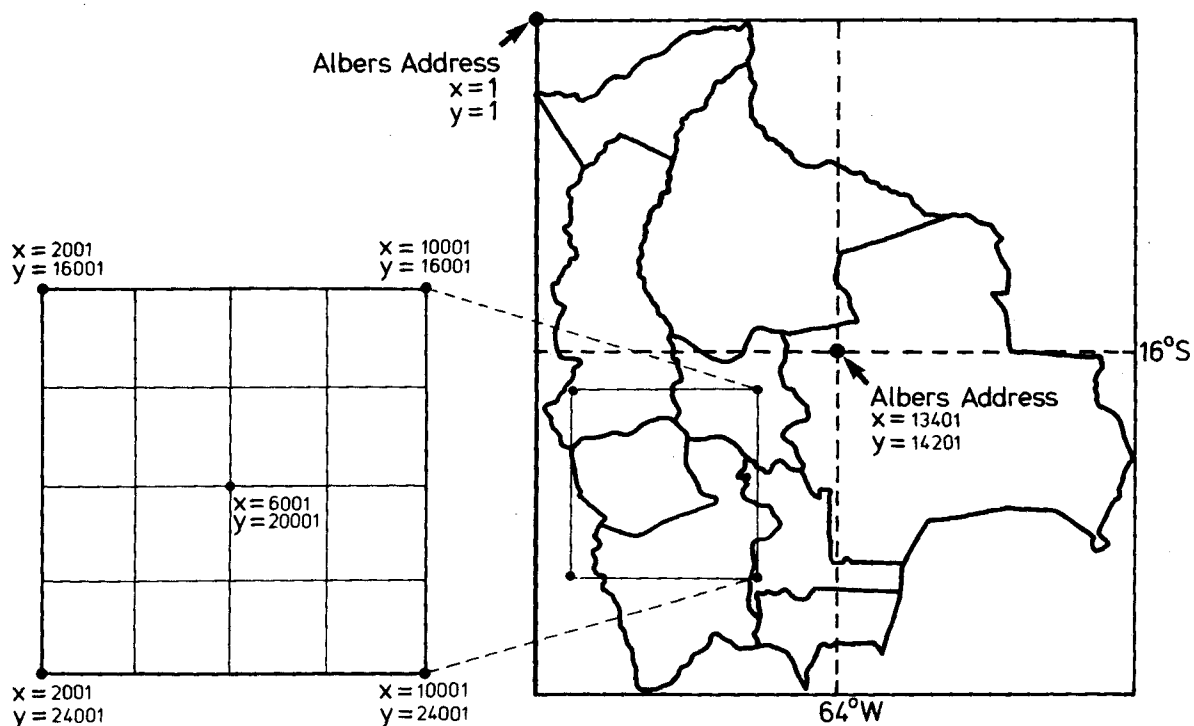 Albers Address
x = 1
y = 1
x = 2001
y = 16001
x = 10001
y = 16001
16°S
Albers Address
x = 13401
y = 14201
x = 6001
y = 20001
x = 2001
y = 24001
x = 10001
y = 24001
64°W